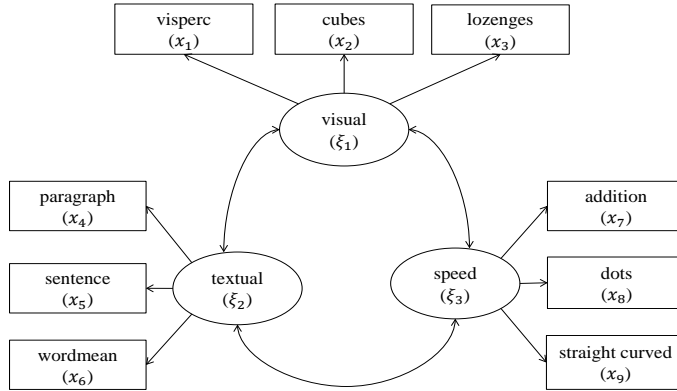 visperc
(x₁)
cubes
(x₂)
lozenges
(x₃)
visual
(ξ₁)
paragraph
(x₄)
sentence
(x₅)
wordmean
(x₆)
textual
(ξ₂)
speed
(ξ₃)
addition
(x₇)
dots
(x₈)
straight curved
(x₉)